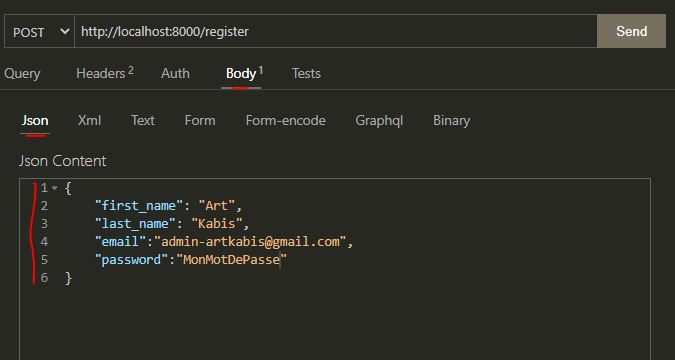 POST http://localhost:8000/register Send
Query Headers 2 Auth Body 1 Tests
Json Xml Text Form Form-encode Graphql Binary
Json Content
1 {
2 "first_name": "Art",
3 "last_name": "Kabis",
4 "email":"admin-artkabis@gmail.com",
5 "password":"MonMotDePasse"
6 }